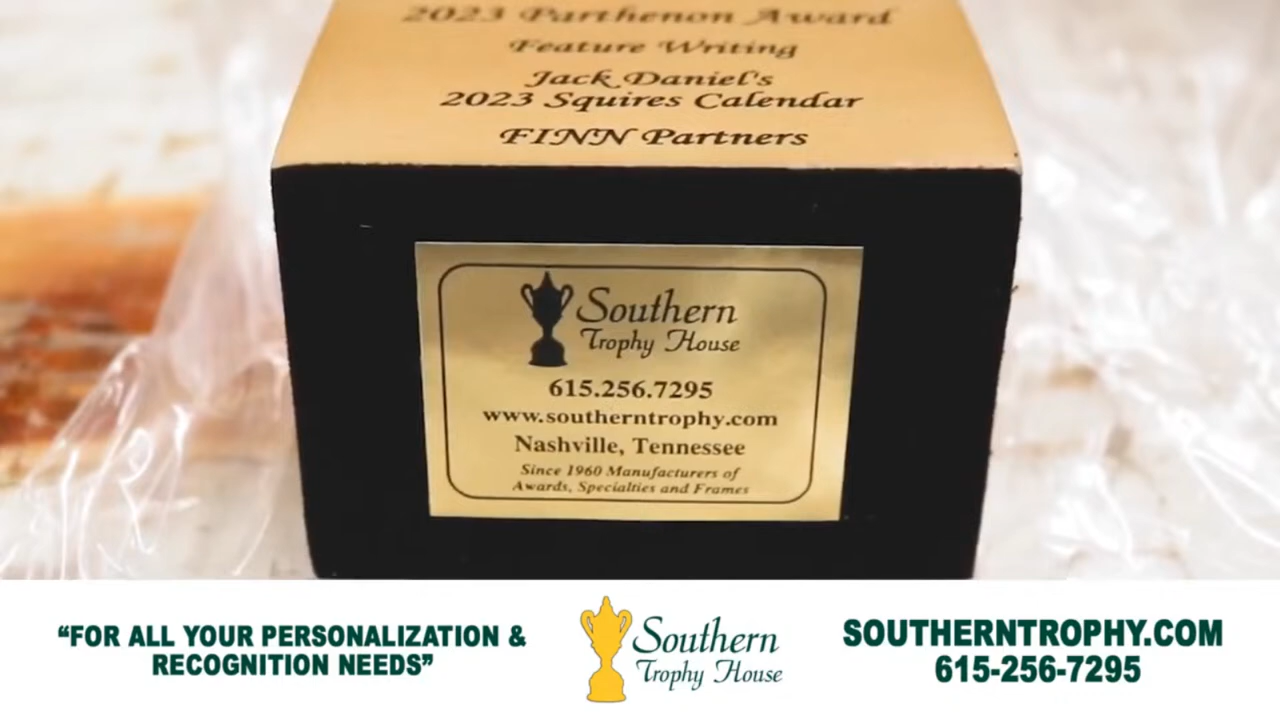 2023 Parthenon Award
Feature Writing
Jack Daniel's
2023 Squires Calendar
FINN Partners
Southern
Trophy House
615.256.7295
www.southerntrophy.com
Nashville, Tennessee
Since 1960 Manufacturers of
Awards, Specialties and Frames
“FOR ALL YOUR PERSONALIZATION &
RECOGNITION NEEDS”
Southern
Trophy House
SOUTHERNTROPHY.COM
615-256-7295